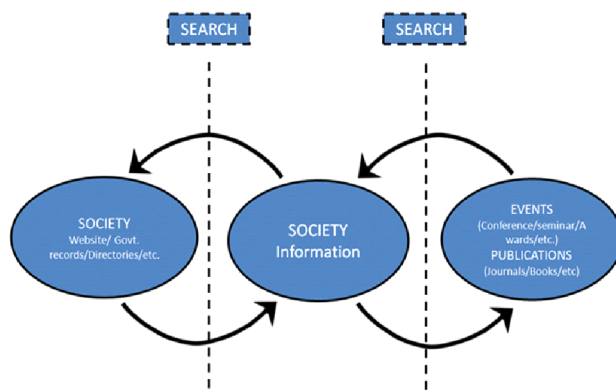 SEARCH
SEARCH
SOCIETY
Website/ Govt.
records/Directories/etc.
SOCIETY
Information
EVENTS
(Conference/seminar/A
wards/etc.)
PUBLICATIONS
(Journals/Books/etc)